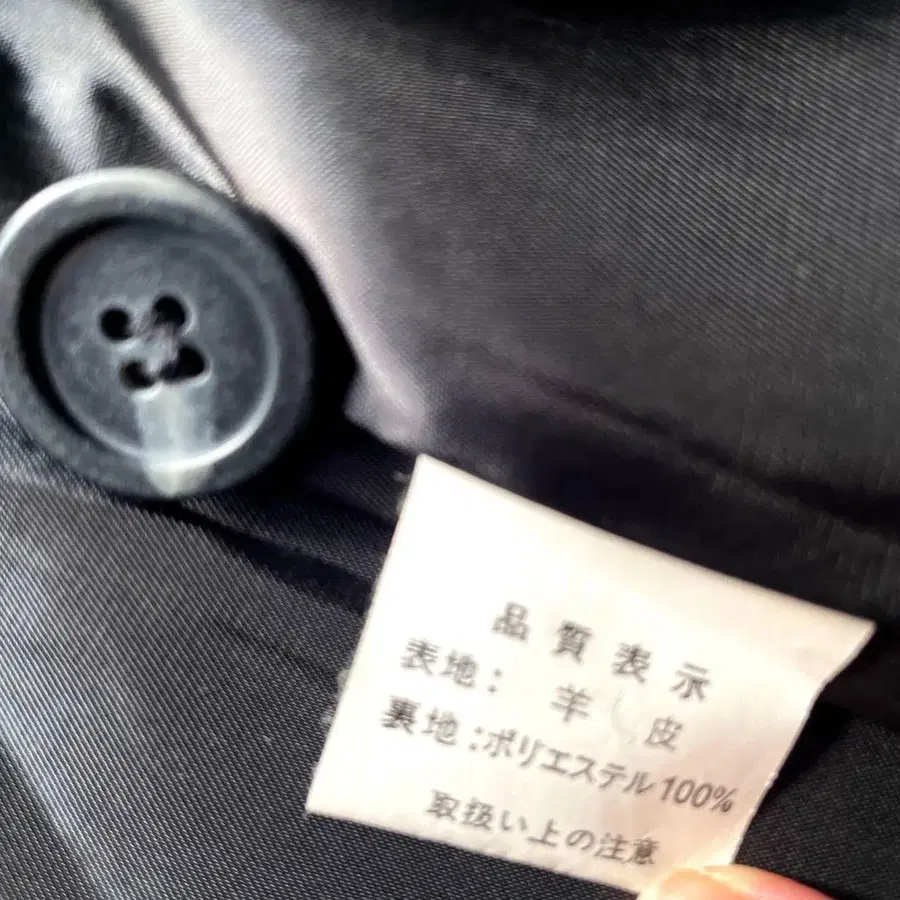 品質表示
表地: 羊皮
裏地:ポリエステル100%
取扱い上の注意